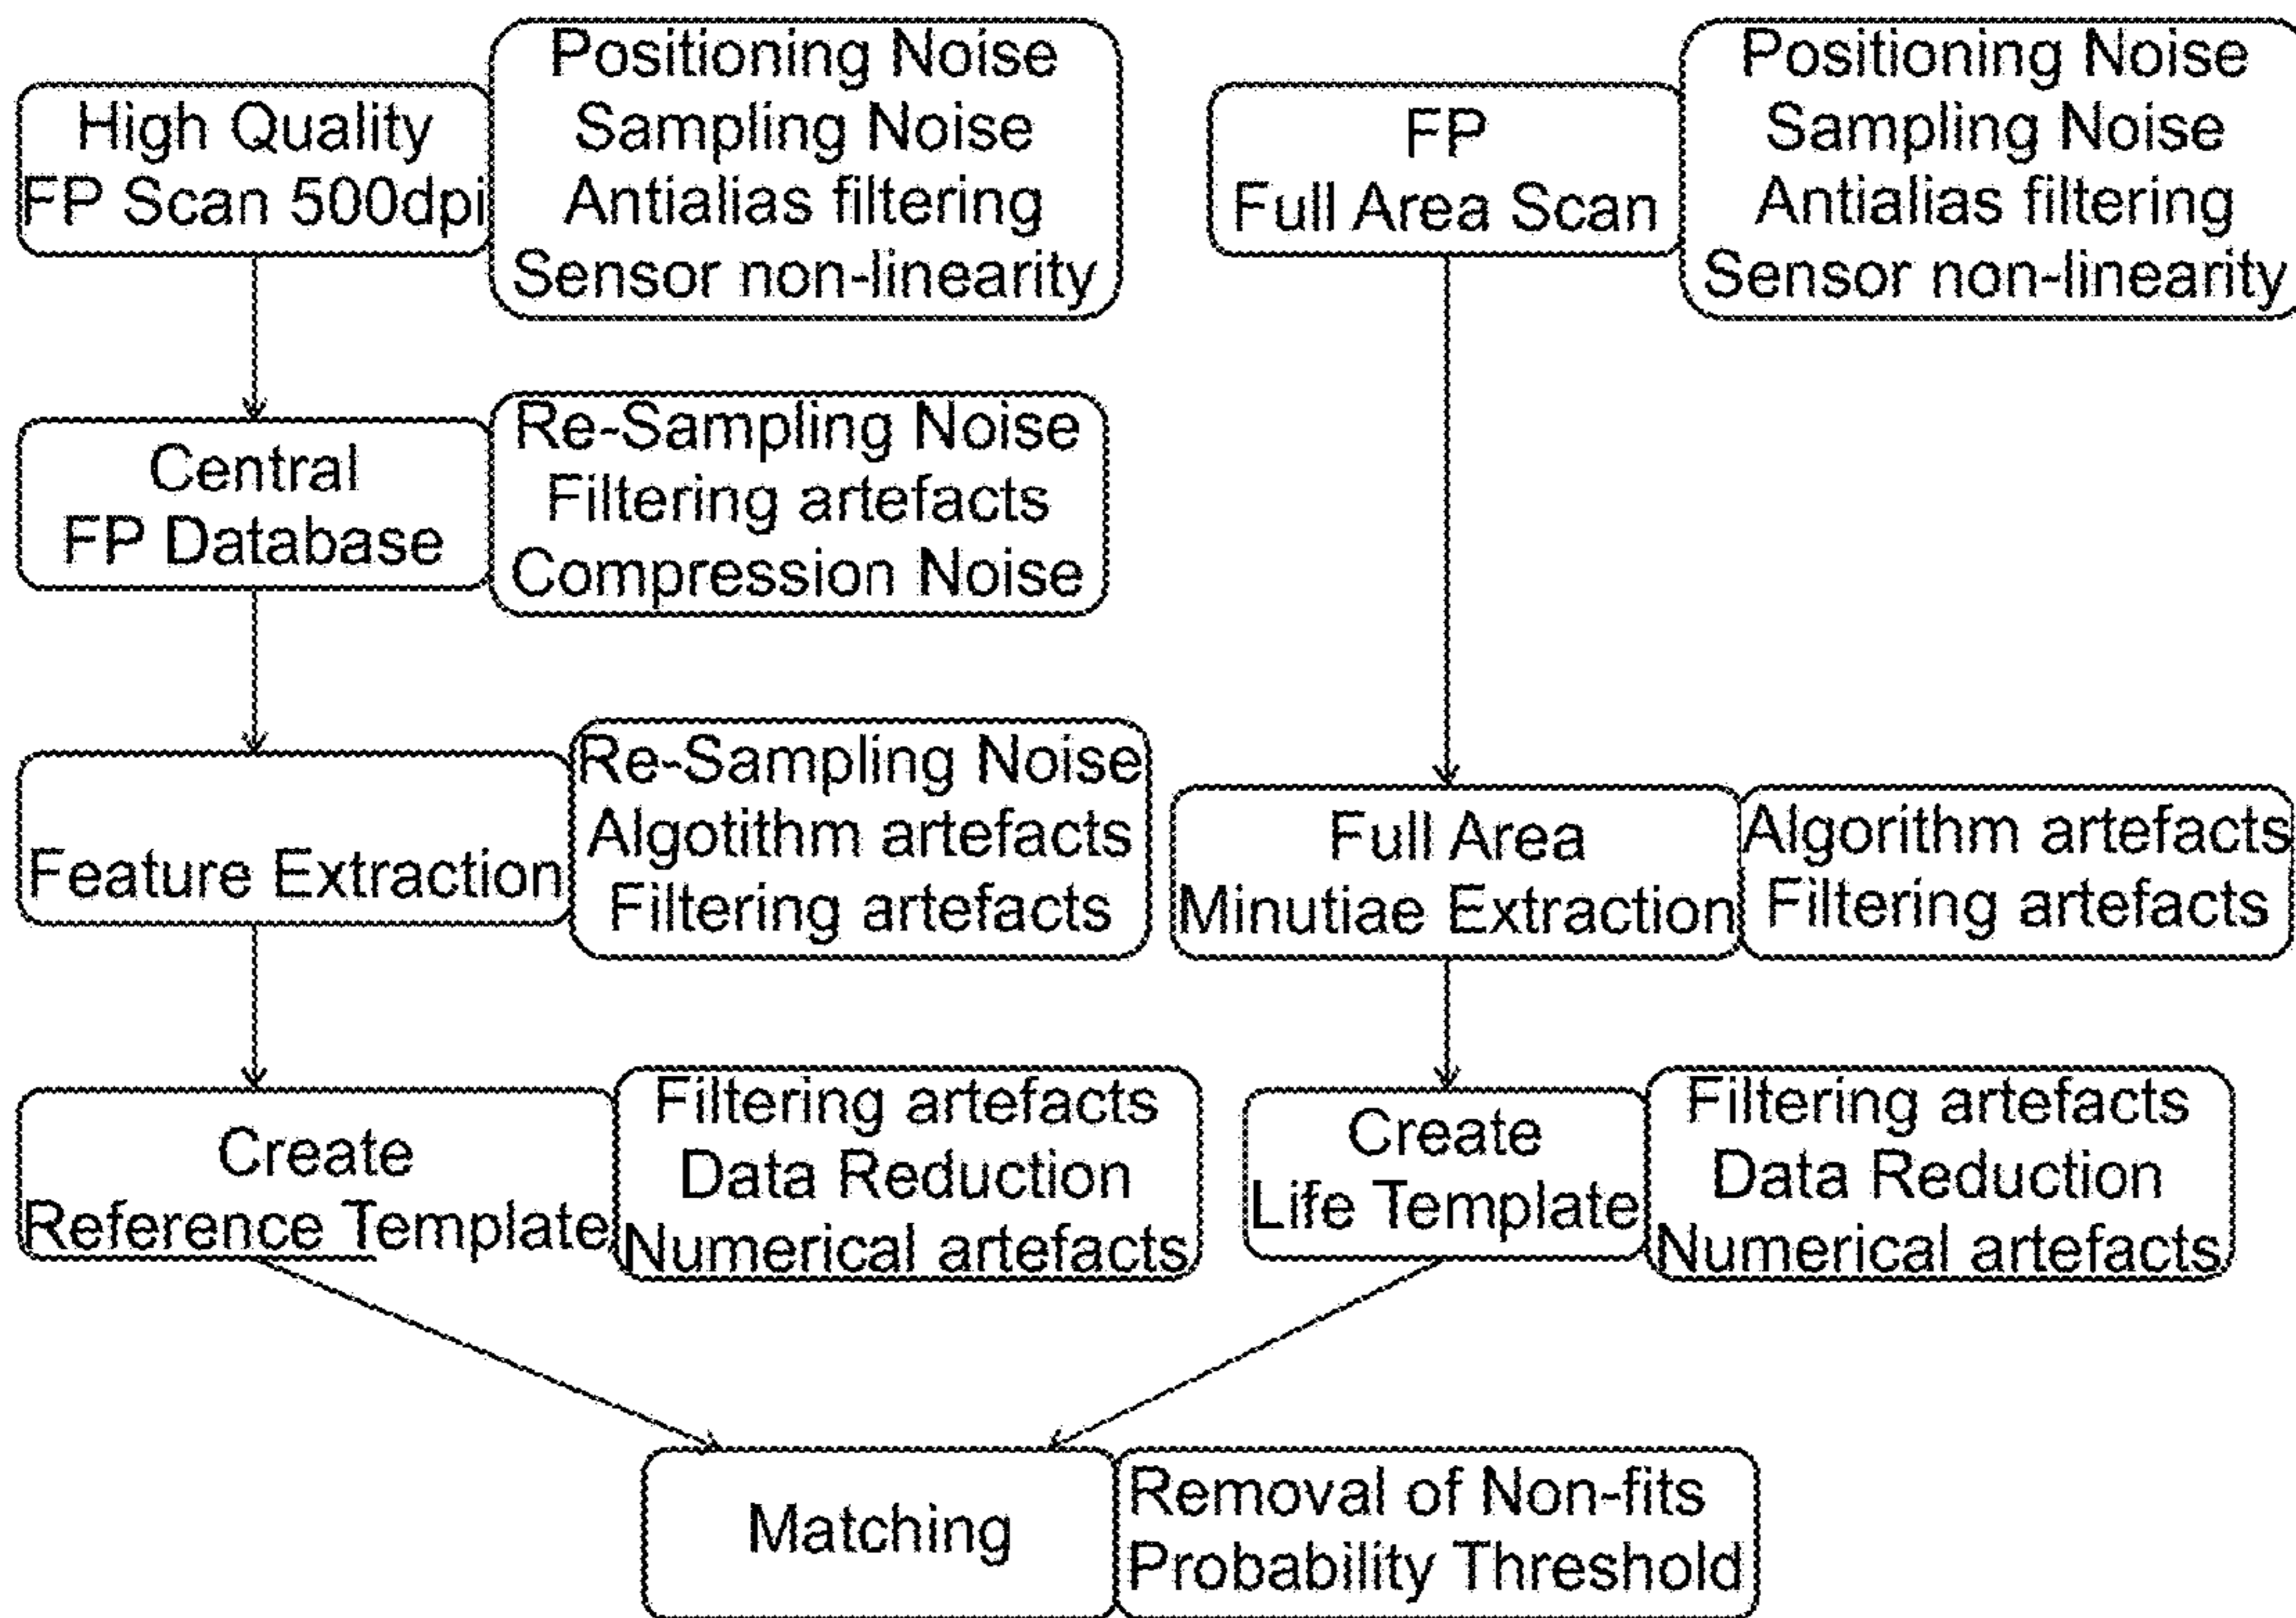 High Quality
FP Scan 500dpi
Positioning Noise
Sampling Noise
Antialias filtering
Sensor non-linearity
FP
Full Area Scan
Positioning Noise
Sampling Noise
Antialias filtering
Sensor non-linearity
Central
FP Database
Re-Sampling Noise
Filtering artefacts
Compression Noise
Feature Extraction
Re-Sampling Noise
Algotithm artefacts
Filtering artefacts
Full Area
Minutiae Extraction
Algorithm artefacts
Filtering artefacts
Create
Reference Template
Filtering artefacts
Data Reduction
Numerical artefacts
Create
Life Template
Filtering artefacts
Data Reduction
Numerical artefacts
Matching
Removal of Non-fits
Probability Threshold